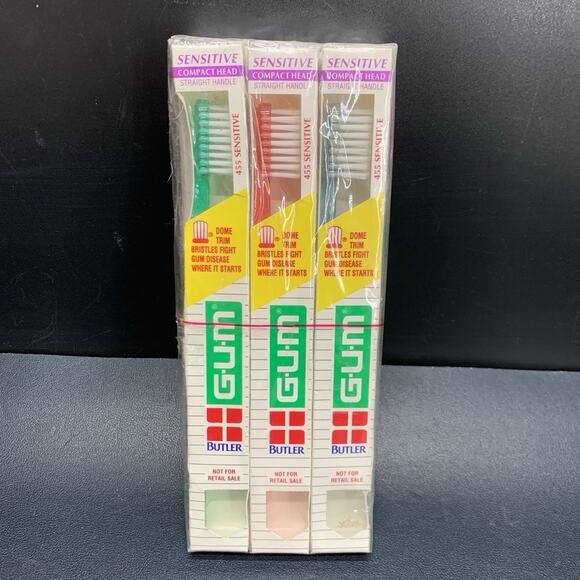 SENSITIVE
COMPACT HEAD
STRAIGHT HANDLE
455 SENSITIVE
DOME
TRIM
BRISTLES FIGHT
GUM DISEASE
WHERE IT STARTS
G·U·M
BUTLER
NOT FOR
RETAIL SALE
SENSITIVE
COMPACT HEAD
STRAIGHT HANDLE
455 SENSITIVE
DOME
TRIM
BRISTLES FIGHT
GUM DISEASE
WHERE IT STARTS
G·U·M
BUTLER
NOT FOR
RETAIL SALE
SENSITIVE
COMPACT HEAD
STRAIGHT HANDLE
455 SENSITIVE
DOME
TRIM
BRISTLES FIGHT
GUM DISEASE
WHERE IT STARTS
G·U·M
BUTLER
NOT FOR
RETAIL SALE